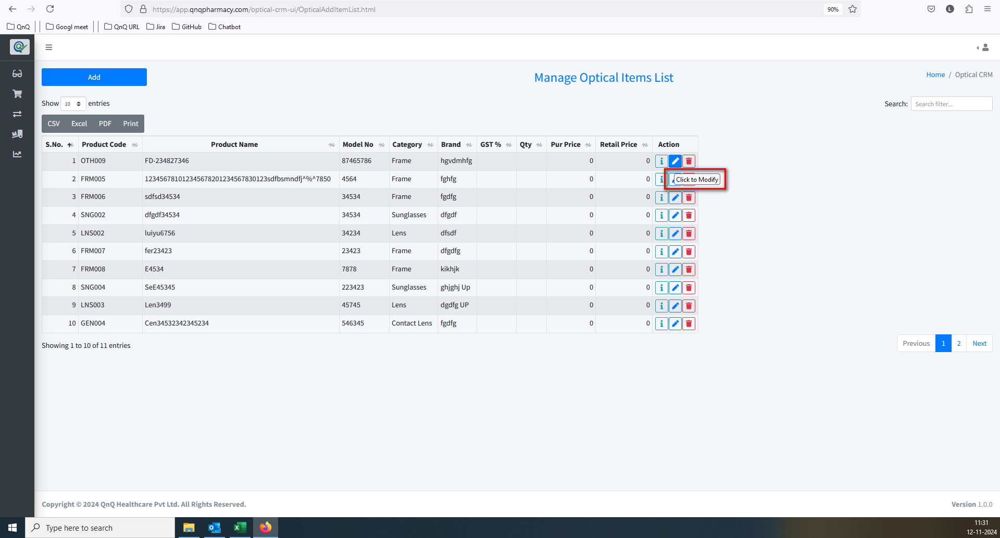 https://app.qnqpharmacy.com/optical-crm-ui/OpticalAddItemList.html 90% L
QnQ Googl meet QnQ URL Jira GitHub Chatbot
Add Manage Optical Items List Home / Optical CRM
Show 10 entries Search: Search filter...
CSV Excel PDF Print
S.No. Product Code Product Name Model No Category Brand GST % Qty Pur Price Retail Price Action
1 OTH009 FD-234827346 87465786 Frame hgvdmhfg 0 0
2 FRM005 12345678101234567820123456783​0123sdfbsmndfj^%^7850 4564 Frame fghfg 0 0 Click to Modify
3 FRM006 sdfsd34534 34534 Frame fgdfg 0 0
4 SNG002 dfgdf34534 34534 Sunglasses dfgdf 0 0
5 LNS002 luiyu6756 34234 Lens dfsdf 0 0
6 FRM007 fer23423 23423 Frame dfgdfg 0 0
7 FRM008 E4534 7878 Frame kikhjk 0 0
8 SNG004 SeE45345 223423 Sunglasses ghjghj Up 0 0
9 LNS003 Len3499 45745 Lens dgdfg UP 0 0
10 GEN004 Cen34532342345234 546345 Contact Lens fgdfg 0 0
Showing 1 to 10 of 11 entries Previous 1 2 Next
Copyright © 2024 QnQ Healthcare Pvt Ltd. All Rights Reserved. Version 1.0.0
Type here to search 11:31
12-11-2024